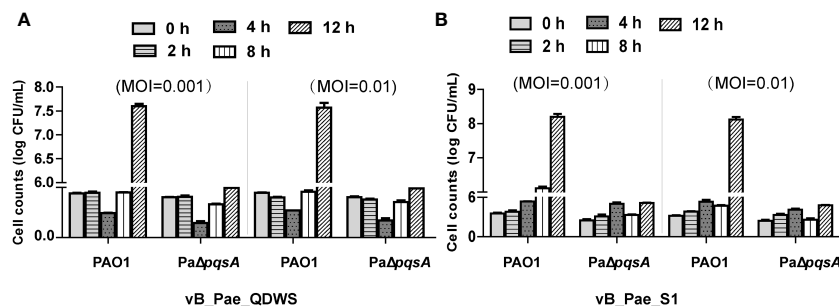 A
0 h 4 h 12 h
2 h 8 h
(MOI=0.001) (MOI=0.01)
Cell counts (log CFU/mL)
8.0
7.5
7.0
6.5
6.0
0.0
PAO1 PaΔpqsA PAO1 PaΔpqsA
vB_Pae_QDWS
B
0 h 4 h 12 h
2 h 8 h
(MOI=0.001) (MOI=0.01)
Cell counts (log CFU/mL)
9
8
7
6
0
PAO1 PaΔpqsA PAO1 PaΔpqsA
vB_Pae_S1